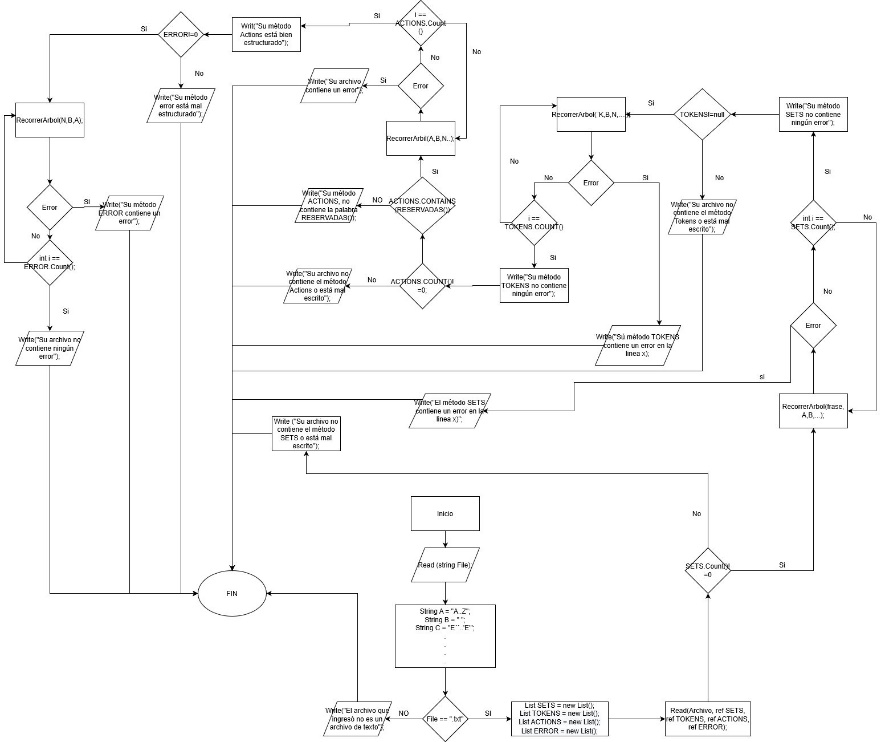 Inicio
Read (string File);
String A = "A..Z";
String B = " ";
String C = "E¨¨..'E'";
.
.
.
File == ".txt"
NO
Write("El archivo que
ingresó no es un
archivo de texto");
SI
List SETS = new List();
List TOKENS = new List();
List ACTIONS = new List();
List ERROR = new List();
Read(Archivo, ref SETS,
ref TOKENS, ref ACTIONS,
ref ERROR);
SETS.Count()!
=0
No
Write ("Su archivo no
contiene el método
SETS o está mal
escrito");
Si
RecorrerArbol(frase,
A,B,...);
Error
si
Write("El método SETS
contiene un error en la
linea x)";
No
int i ==
SETS.Count();
No
Si
Write("Su método
SETS no contiene
ningún error");
TOKENS!=null
No
Write("Su archivo no
contiene el método
Tokens o está mal
escrito");
Si
RecorrerArbol(¨K,B,N,...
Error
Si
Write("Sú método TOKENS
contiene un error en la
linea x);
No
i ==
TOKENS.COUNT()
No
Si
Write("Su método
TOKENS no contiene
ningún error");
ACTIONS.COUNT()!
=0;
No
Write("Su archivo no
contiene el método
Actions o está mal
escrito");
ACTIONS.CONTAINS
(RESERVADAS())
NO
Write("Su método
ACTIONS, no
contiene la palabra
RESERVADAS());
Si
RecorrerArbol(A,B,N..);
Error
Si
Write("Su archivo
contiene un error");
No
I ==
ACTIONS.Count
()
No
Si
Writ("Su método
Actions está bien
estructurado");
ERROR!=0
No
Write("Su método
error está mal
estructurado");
Si
RecorrerArbol(N,B,A),
Error
Si
Write("Su método
ERROR contiene un
error");
No
int i ==
ERROR.Count();
Si
Write("Su archivo no
contiene ningún
error");
FIN